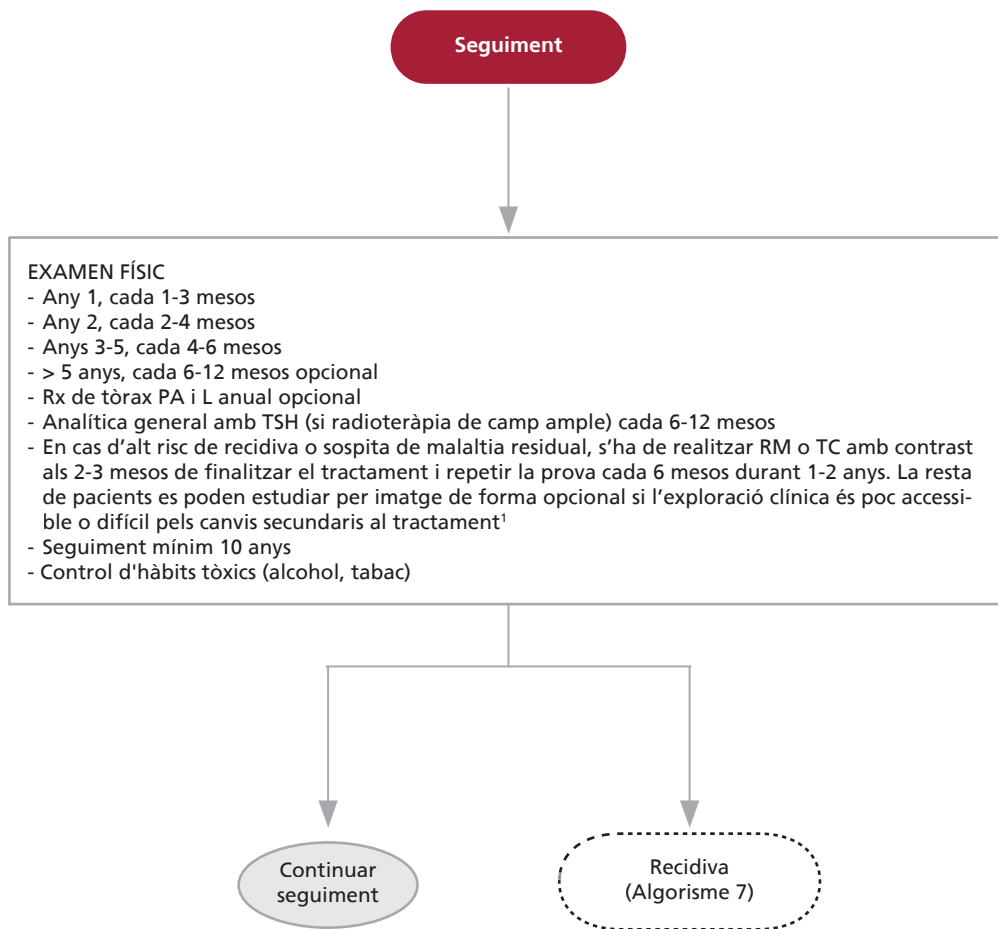 Seguiment
EXAMEN FÍSIC
- Any 1, cada 1-3 mesos
- Any 2, cada 2-4 mesos
- Anys 3-5, cada 4-6 mesos
- > 5 anys, cada 6-12 mesos opcional
- Rx de tòrax PA i L anual opcional
- Analítica general amb TSH (si radioteràpia de camp ample) cada 6-12 mesos
- En cas d’alt risc de recidiva o sospita de malaltia residual, s’ha de realitzar RM o TC amb contrast
als 2-3 mesos de finalitzar el tractament i repetir la prova cada 6 mesos durant 1-2 anys. La resta
de pacients es poden estudiar per imatge de forma opcional si l’exploració clínica és poc accessi-
ble o difícil pels canvis secundaris al tractament¹
- Seguiment mínim 10 anys
- Control d'hàbits tòxics (alcohol, tabac)
Continuar
seguiment
Recidiva
(Algorisme 7)